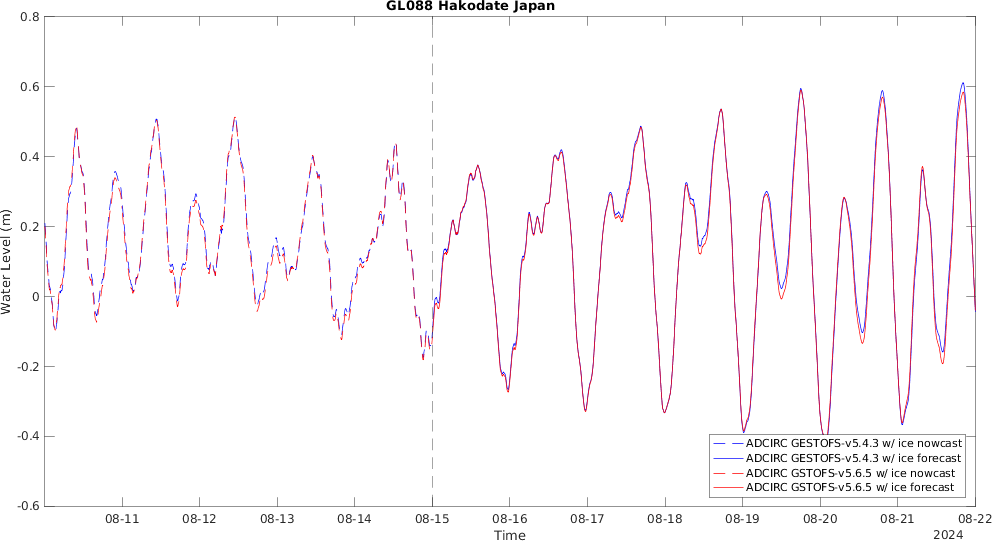 GL088 Hakodate Japan
0.8
0.6
0.4
0.2
0
-0.2
-0.4
-0.6
Water Level (m)
ADCIRC GESTOFS-v5.4.3 w/ ice nowcast
ADCIRC GESTOFS-v5.4.3 w/ ice forecast
ADCIRC GSTOFS-v5.6.5 w/ ice nowcast
ADCIRC GSTOFS-v5.6.5 w/ ice forecast
08-11 08-12 08-13 08-14 08-15 08-16 08-17 08-18 08-19 08-20 08-21 08-22
Time
2024